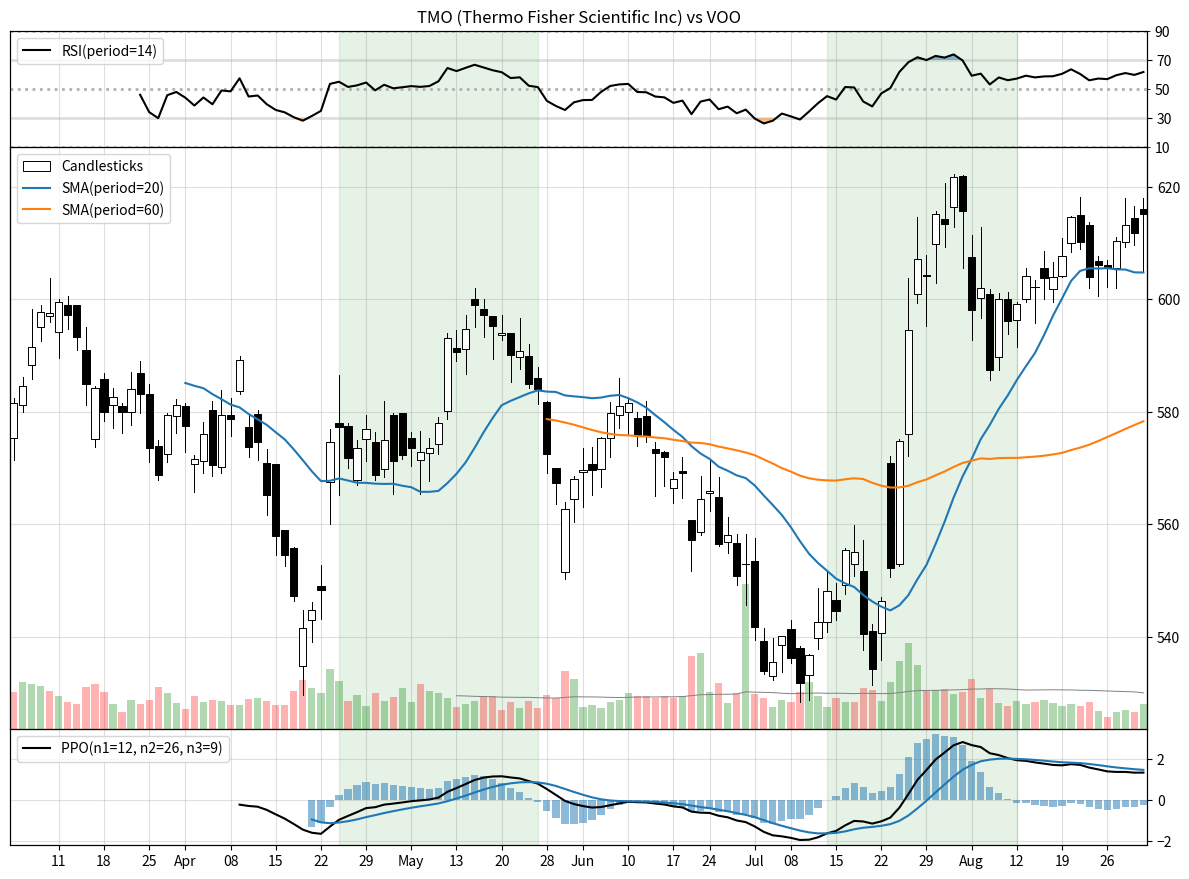 TMO (Thermo Fisher Scientific Inc) vs VOO
RSI(period=14)
90
70
50
30
10
Candlesticks
SMA(period=20)
SMA(period=60)
620
600
580
560
540
PPO(n1=12, n2=26, n3=9)
2
0
−2
11 18 25 Apr 08 15 22 29 May 13 20 28 Jun 10 17 24 Jul 08 15 22 29 Aug 12 19 26